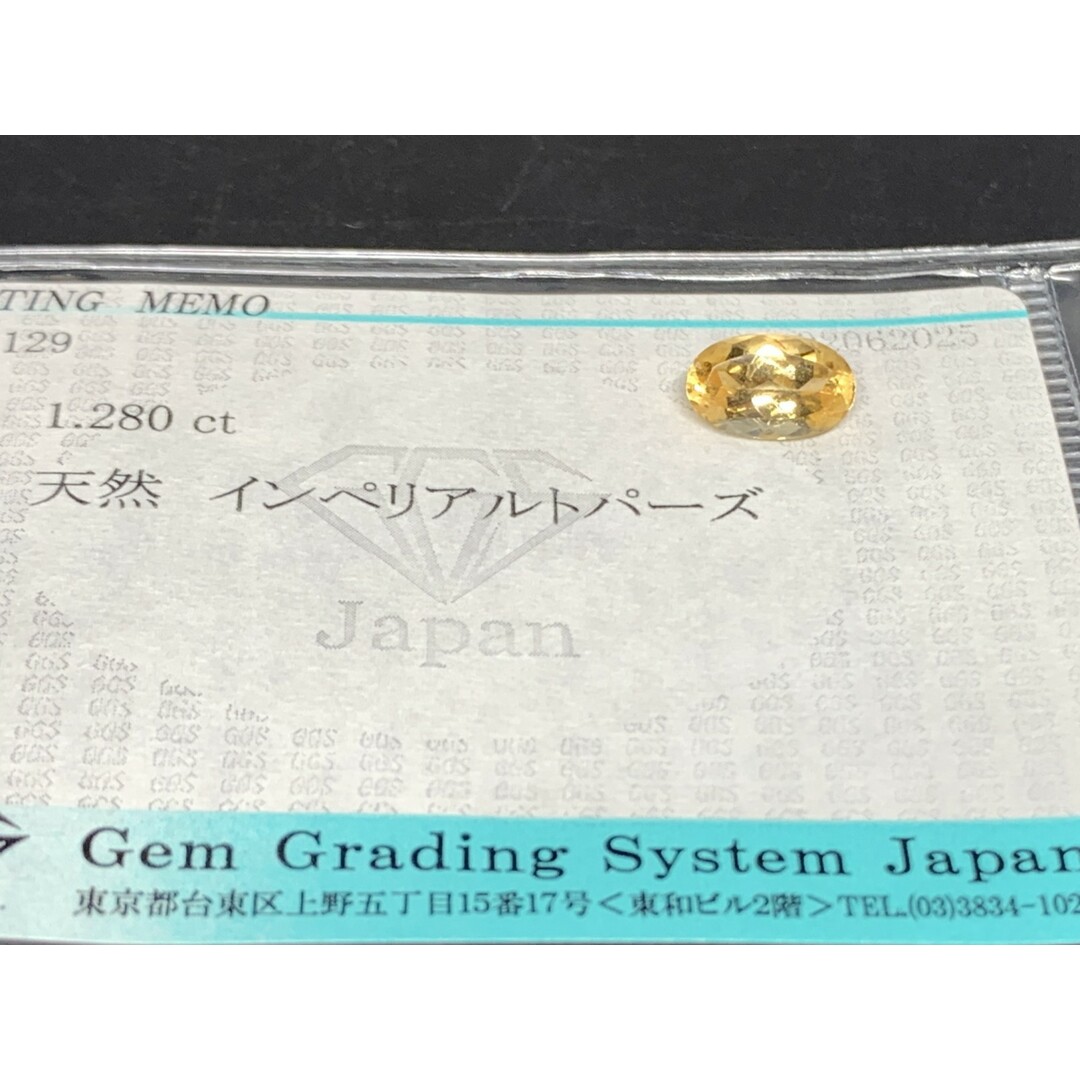 TING MEMO
129 2062025
1.280 ct
天然 インペリアルトパーズ
Japan
Gem Grading System Japan
東京都台東区上野五丁目15番17号＜東和ビル2階＞TEL.(03)3834-102